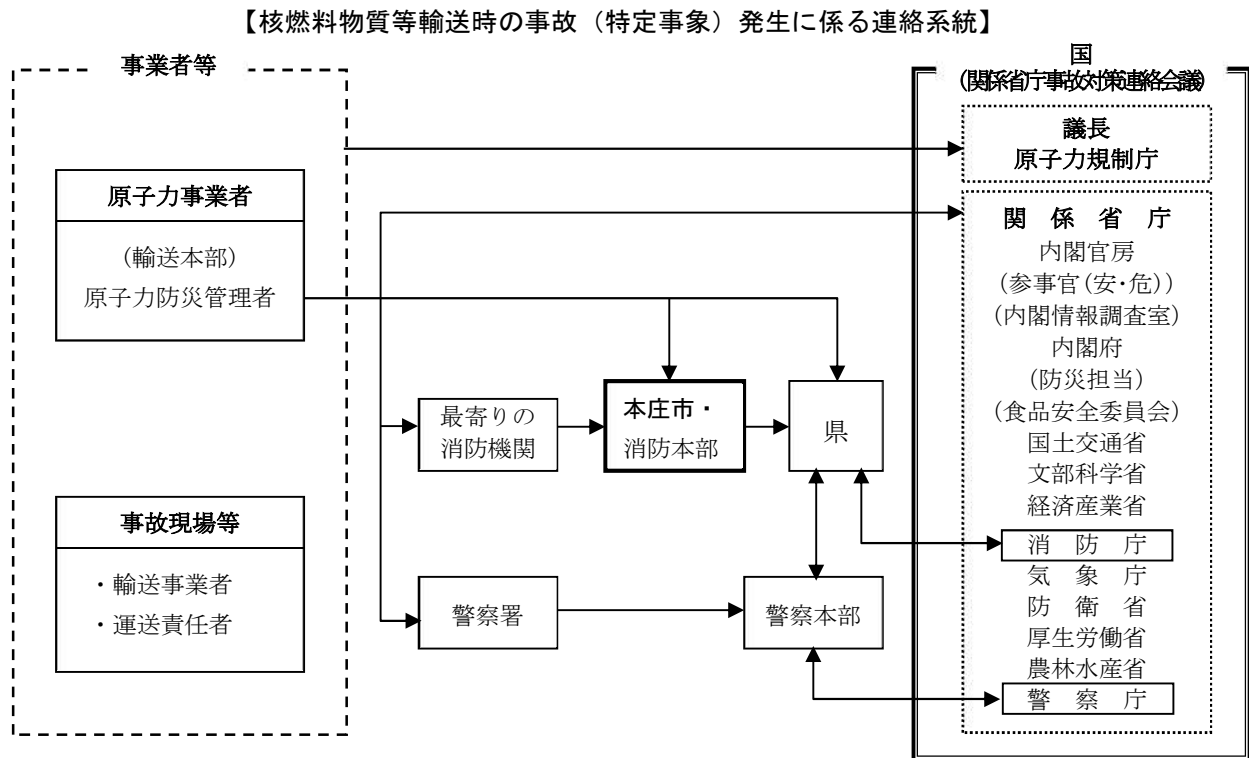 【核燃料物質等輸送時の事故（特定事象）発生に係る連絡系統】
事業者等
原子力事業者
（輸送本部）
原子力防災管理者
事故現場等
・輸送事業者
・運送責任者
最寄りの
消防機関
本庄市・
消防本部
県
警察署
警察本部
国
（関係省庁事故対策連絡会議）
議長
原子力規制庁
関　係　省　庁
内閣官房
（参事官（安・危））
（内閣情報調査室）
内閣府
（防災担当）
（食品安全委員会）
国土交通省
文部科学省
経済産業省
消　防　庁
気　象　庁
防　衛　省
厚生労働省
農林水産省
警　察　庁